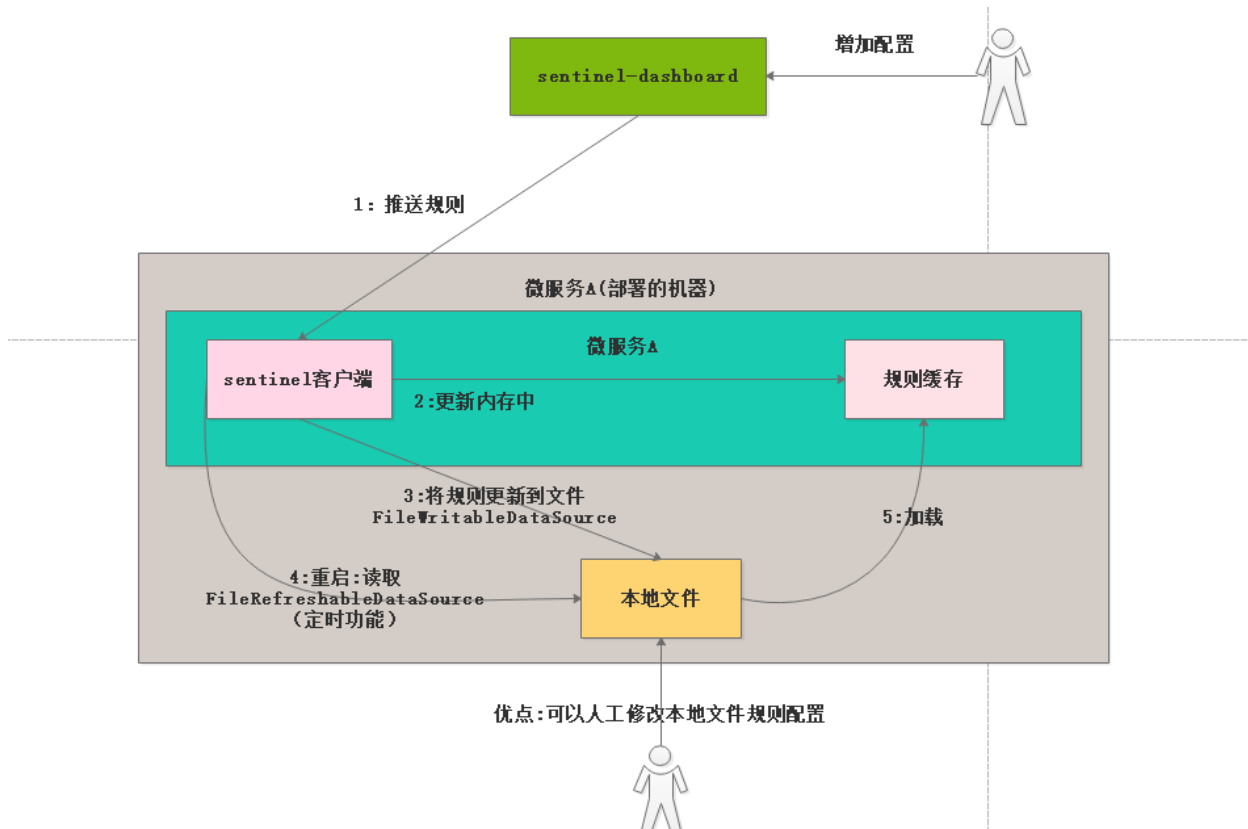 增加配置
sentinel-dashboard
1：推送规则
微服务A(部署的机器)
微服务A
sentinel客户端
规则缓存
2:更新内存中
3:将规则更新到文件
FileWritableDataSource
5:加载
4:重启:读取
FileRefreshableDataSource
（定时功能）
本地文件
优点:可以人工修改本地文件规则配置